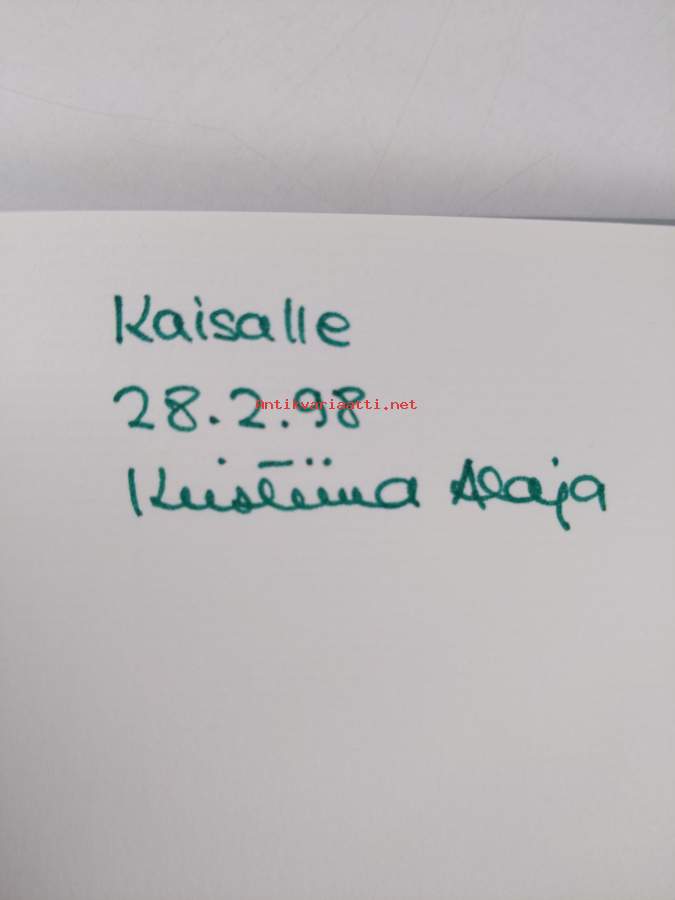 Kaisalle
28.2.98
Antikvariaatti.net
Kristiina Alaja